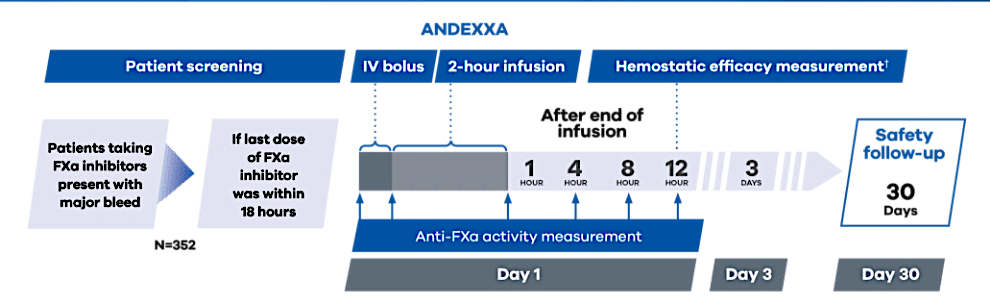 ANDEXXA
Patient screening
IV bolus
2-hour infusion
Hemostatic efficacy measurement†
Patients taking
FXa inhibitors
present with
major bleed
If last dose
of FXa
inhibitor
was within
18 hours
N=352
After end of
infusion
1
HOUR
4
HOUR
8
HOUR
12
HOUR
3
DAYS
Safety
follow-up
30
Days
Anti-FXa activity measurement
Day 1
Day 3
Day 30